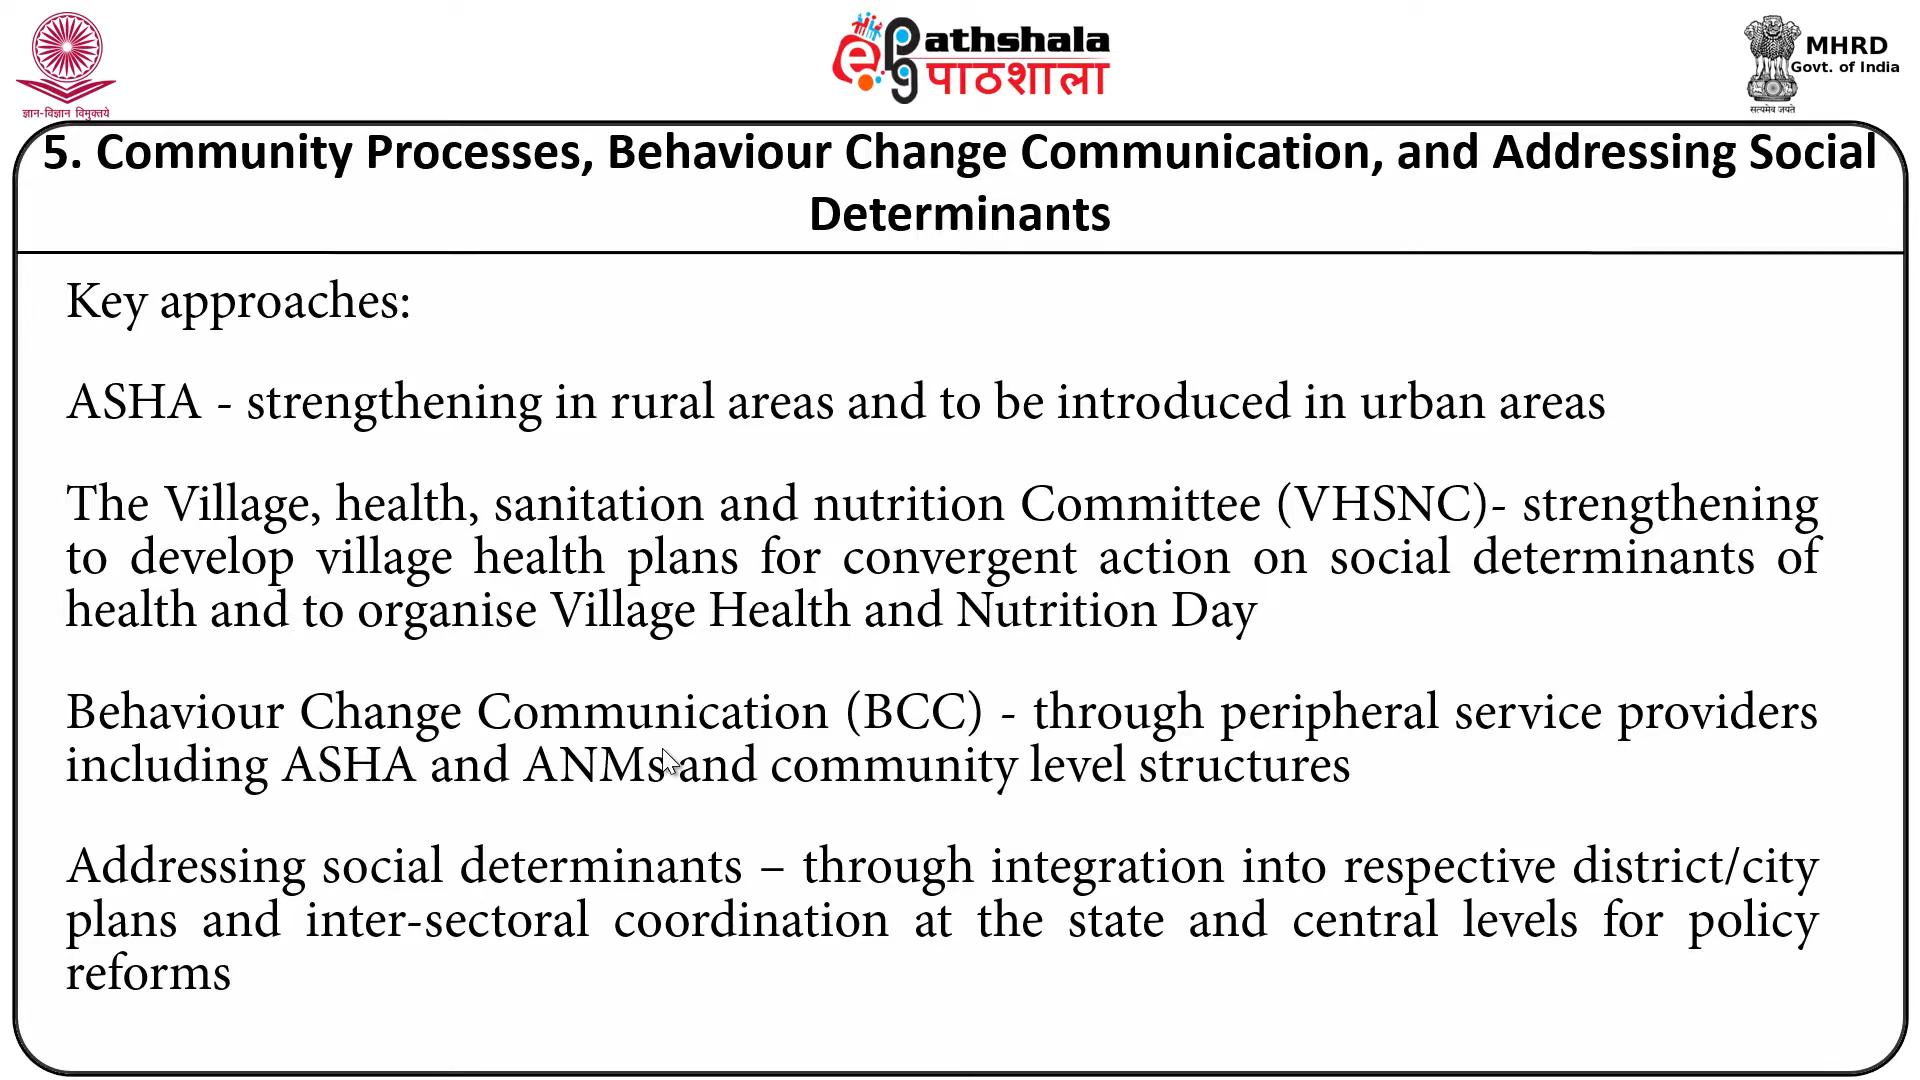 ज्ञान-विज्ञान विमुक्तये
ePg Pathshala
पाठशाला
सत्यमेव जयते
MHRD
Govt. of India
5. Community Processes, Behaviour Change Communication, and Addressing Social
Determinants
Key approaches:
ASHA - strengthening in rural areas and to be introduced in urban areas
The Village, health, sanitation and nutrition Committee (VHSNC)- strengthening
to develop village health plans for convergent action on social determinants of
health and to organise Village Health and Nutrition Day
Behaviour Change Communication (BCC) - through peripheral service providers
including ASHA and ANMs and community level structures
Addressing social determinants – through integration into respective district/city
plans and inter-sectoral coordination at the state and central levels for policy
reforms